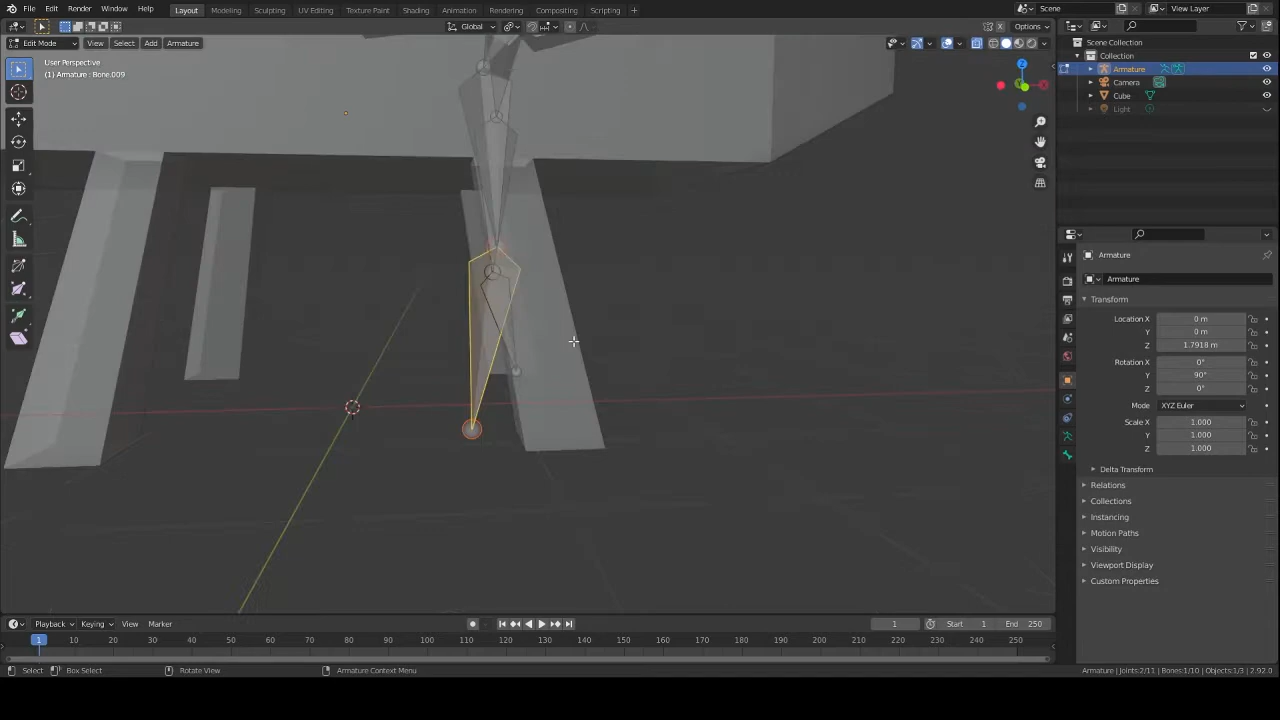 File Edit Render Window Help Layout Modeling Sculpting UV Editing Texture Paint Shading Animation Rendering Compositing Scripting + Scene View Layer
Global Options
Edit Mode View Select Add Armature
User Perspective
(1) Armature : Bone.009
X Z Y
Scene Collection
Collection
Armature
Camera
Cube
Light
Armature
Armature
Transform
Location X 0 m
Y 0 m
Z 1.7918 m
Rotation X 0°
Y 90°
Z 0°
Mode XYZ Euler
Scale X 1.000
Y 1.000
Z 1.000
Delta Transform
Relations
Collections
Instancing
Motion Paths
Visibility
Viewport Display
Custom Properties
Playback Keying View Marker 1 Start 1 End 250
1 10 20 30 40 50 60 70 80 90 100 110 120 130 140 150 160 170 180 190 200 210 220 230 240 250
Select Box Select Rotate View Armature Context Menu Armature | Joints:2/11 | Bones:1/10 | Objects:1/3 | 2.92.0